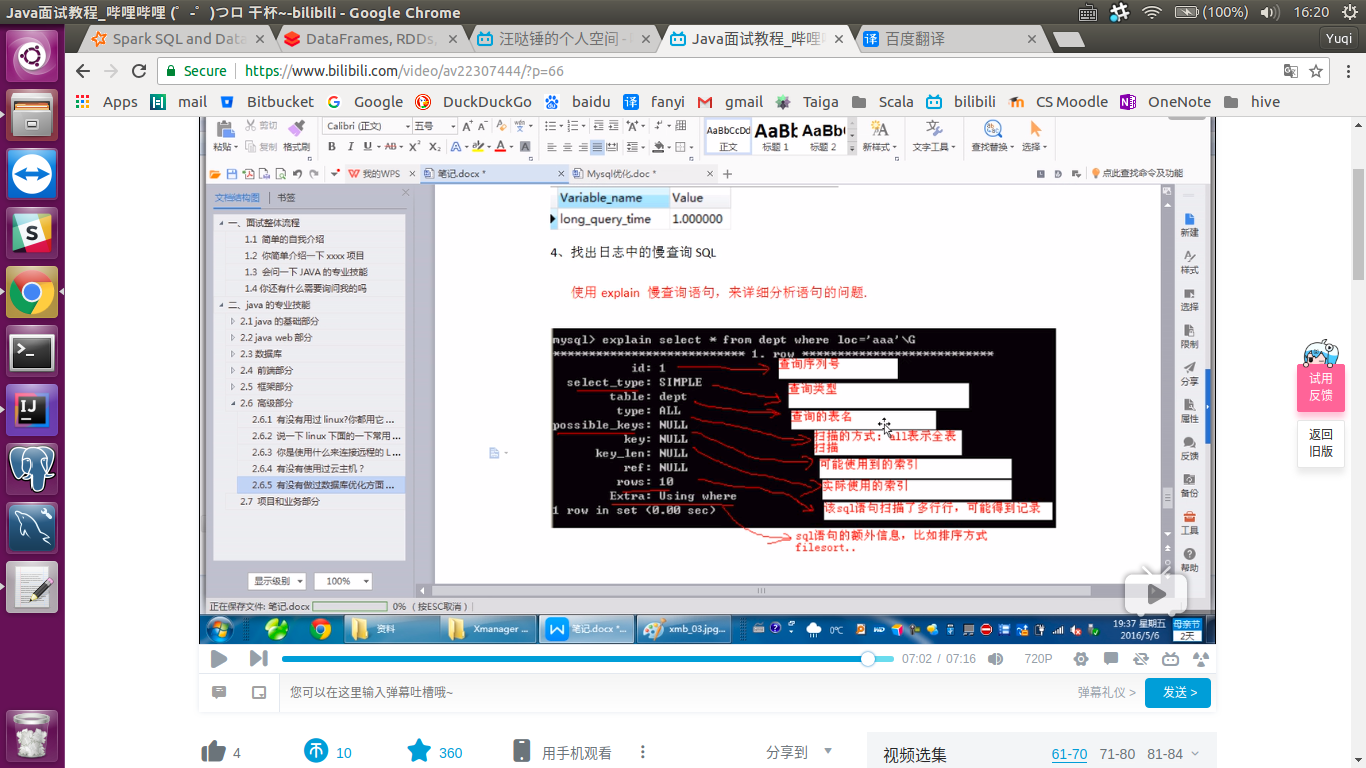 Java面试教程_哔哩哔哩 (゜-゜)つロ 干杯~-bilibili - Google Chrome
(100%)
16:20
Spark SQL and Data
DataFrames, RDDs,
汪哒锤的个人空间 -
Java面试教程_哔哩
百度翻译
Yuqi
Secure
https://www.bilibili.com/video/av22307444/?p=66
Apps
mail
Bitbucket
Google
DuckDuckGo
baidu
fanyi
gmail
Taiga
Scala
bilibili
CS Moodle
OneNote
hive
粘贴
剪切
复制
格式刷
Calibri (正文)
五号
AaBbCcDd
AaBb
AaBb(
正文
标题 1
标题 2
新样式
文字工具
查找替换
选择
我的WPS
笔记.docx *
Mysql优化.doc *
点此查找命令及功能
文档结构图
书签
一、面试整体流程
1.1 简单的自我介绍
1.2 你简单介绍一下 xxxx 项目
1.3 会问一下 JAVA 的专业技能
1.4 你还有什么需要询问我的吗
二、java 的专业技能
2.1 java 的基础部分
2.2 java web 部分
2.3 数据库
2.4 前端部分
2.5 框架部分
2.6 高级部分
2.6.1 有没有用过 linux?你都用它 ...
2.6.2 说一下 linux 下面的一下常用 ...
2.6.3 你是使用什么来连接远程的 L ...
2.6.4 有没有使用过云主机？
2.6.5 有没有做过数据库优化方面 ...
2.7 项目和业务部分
显示级别
100%
Variable_name
Value
long_query_time
1.000000
4、找出日志中的慢查询 SQL
使用 explain 慢查询语句，来详细分析语句的问题.
mysql> explain select * from dept where loc='aaa'\G
*************************** 1. row ***************************
id: 1
查询序列号
select_type: SIMPLE
查询类型
table: dept
type: ALL
查询的表名
possible_keys: NULL
扫描的方式: all表示全表
扫描
key: NULL
key_len: NULL
可能使用到的索引
ref: NULL
rows: 10
实际使用的索引
Extra: Using where
该sql语句扫描了多行行，可能得到记录
1 row in set (0.00 sec)
sql语句的额外信息，比如排序方式
filesort..
新建
样式
选择
限制
分享
属性
反馈
备份
工具
帮助
正在保存文件: 笔记.docx
0%
(按ESC取消)
资料
Xmanager ...
笔记.docx *...
xmb_03.jpg...
0℃
19:37 星期五
2016/5/6
母亲节
2天
07:02 / 07:16
720P
您可以在这里输入弹幕吐槽哦~
弹幕礼仪 >
发送 >
4
10
360
用手机观看
分享到
视频选集
61-70
71-80
81-84
试用
反馈
返回
旧版